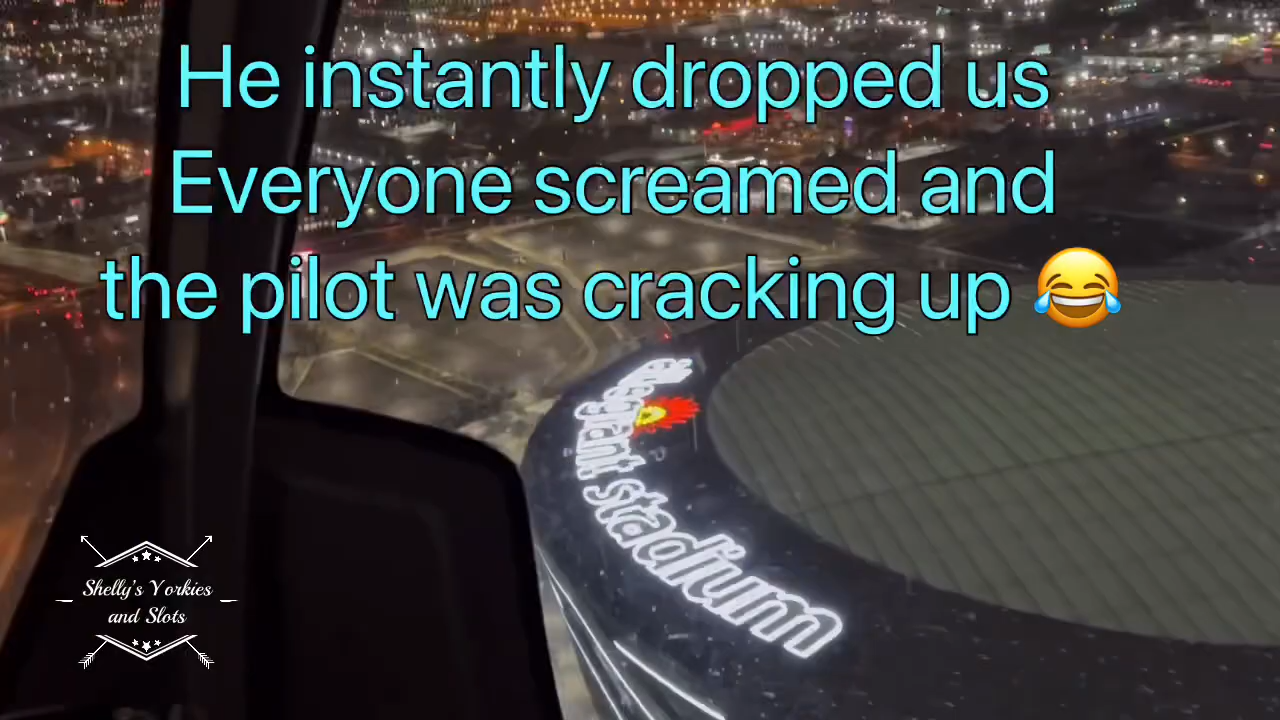 He instantly dropped us
Everyone screamed and
the pilot was cracking up 😂
allegiant stadium
Shelly's Yorkies
and Slots